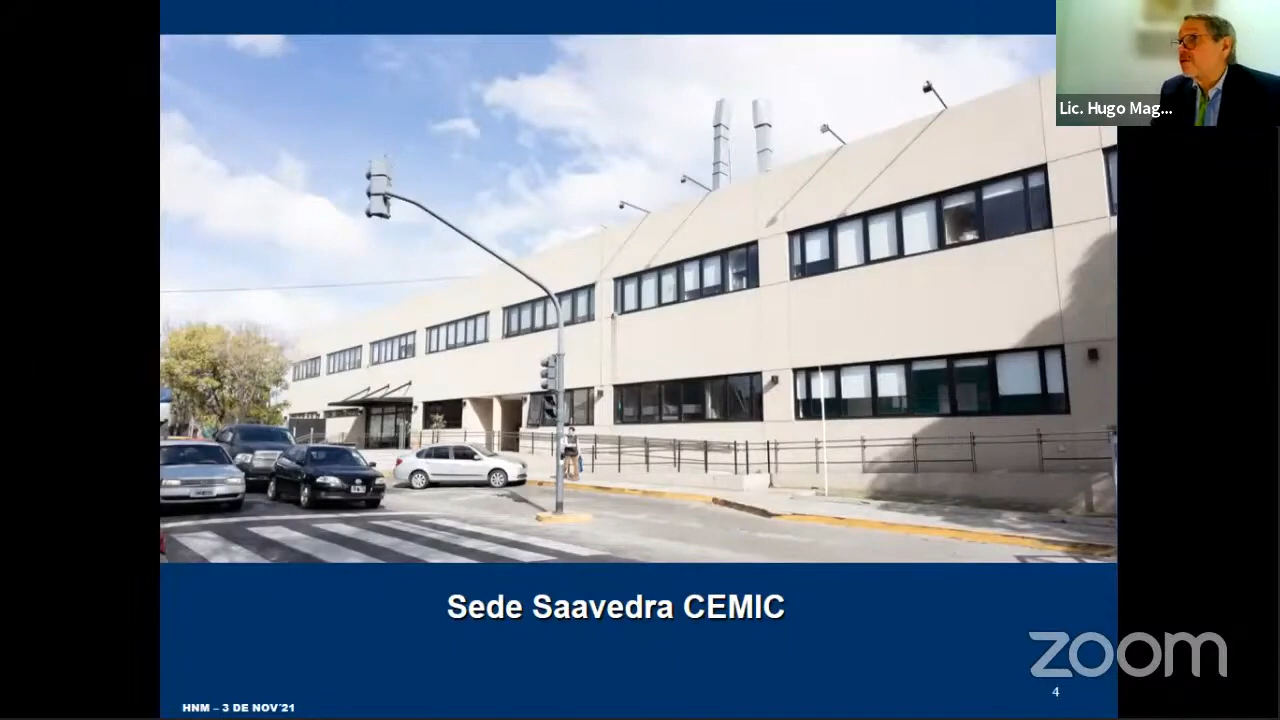 Lic. Hugo Mag...
Sede Saavedra CEMIC
zoom
4
HNM – 3 DE NOV´21